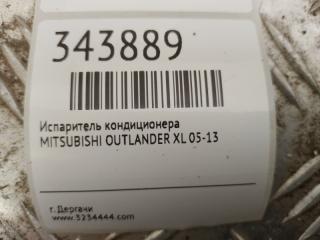 343889
Испаритель кондиционера
MITSUBISHI OUTLANDER XL 05-13
г.Дергачи
www.3234444.com